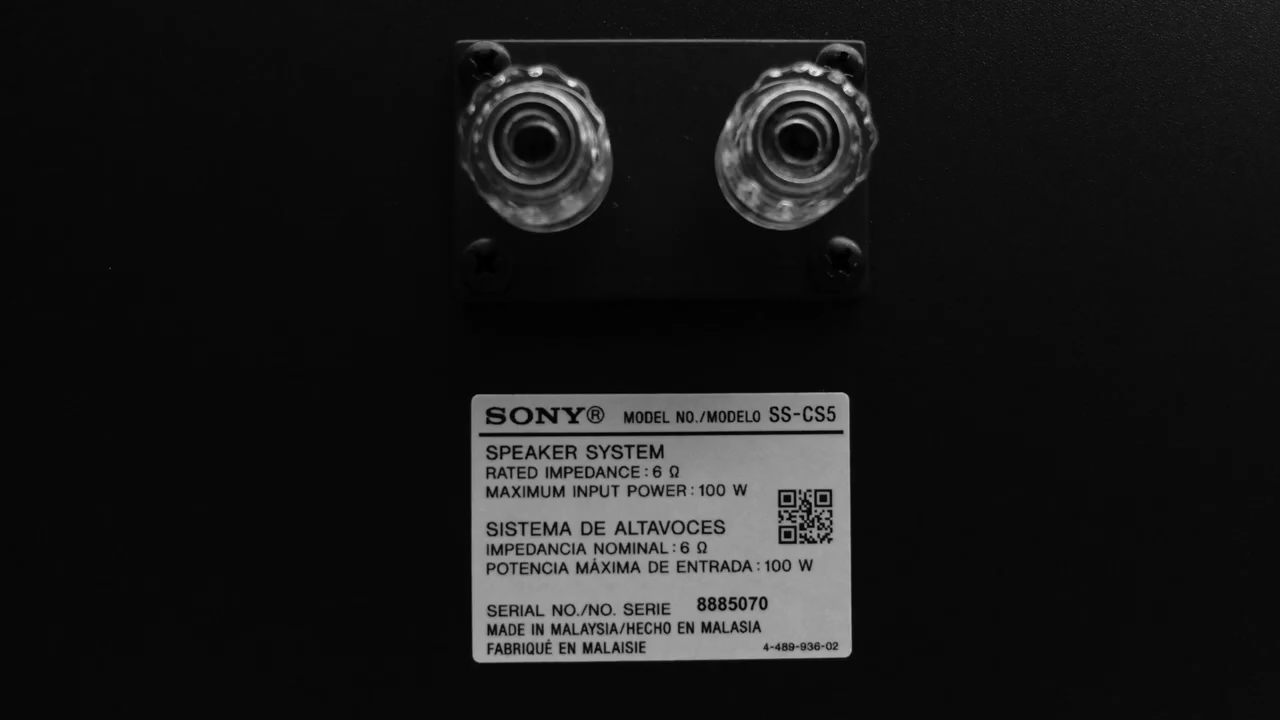 SONY® MODEL NO./MODELO SS-CS5
SPEAKER SYSTEM
RATED IMPEDANCE : 6 Ω
MAXIMUM INPUT POWER : 100 W
SISTEMA DE ALTAVOCES
IMPEDANCIA NOMINAL : 6 Ω
POTENCIA MÁXIMA DE ENTRADA : 100 W
SERIAL NO./NO. SERIE 8885070
MADE IN MALAYSIA/HECHO EN MALASIA
FABRIQUÉ EN MALAISIE 4-489-936-02